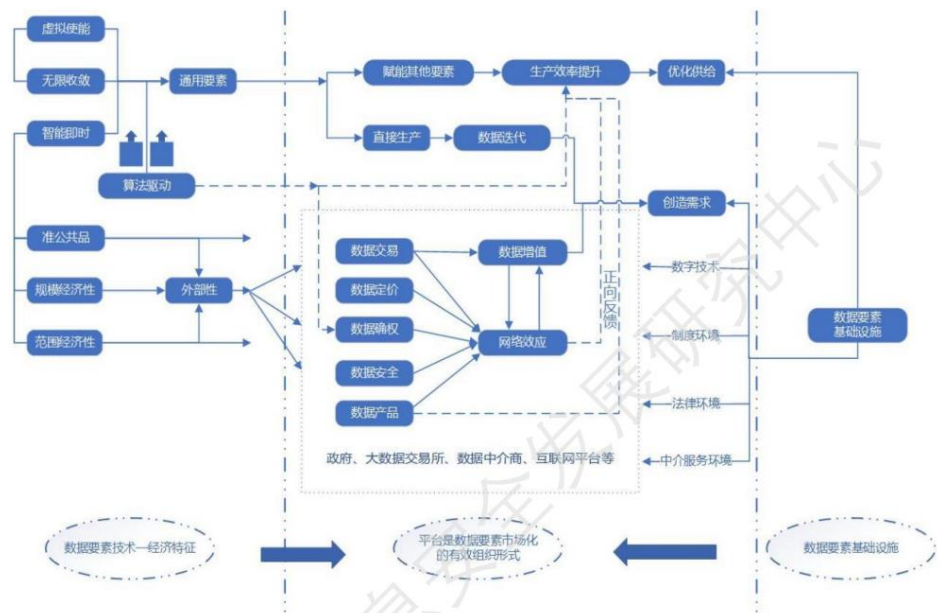 虚拟使能
无限收敛
智能即时
通用要素
赋能其他要素
生产效率提升
优化供给
直接生产
数据迭代
算法驱动
创造需求
准公共品
规模经济性
范围经济性
外部性
数据交易
数据定价
数据确权
数据安全
数据产品
数据增值
网络效应
正向反馈
数字技术
制度环境
法律环境
中介服务环境
数据要素
基础设施
政府、大数据交易所、数据中介商、互联网平台等
数据要素技术—经济特征
平台是数据要素市场化
的有效组织形式
数据要素基础设施
息安全发展研究中心